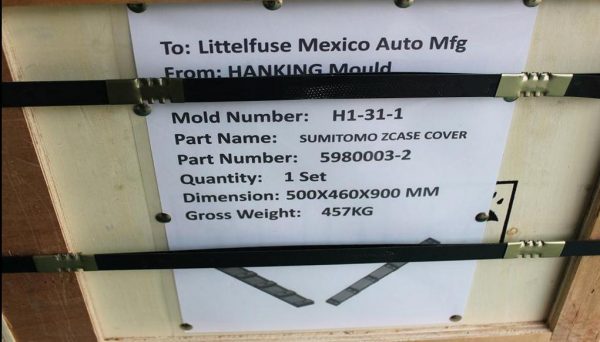 To: Littelfuse Mexico Auto Mfg
From: HANKING Mould
Mold Number: H1-31-1
Part Name: SUMITOMO ZCASE COVER
Part Number: 5980003-2
Quantity: 1 Set
Dimension: 500X460X900 MM
Gross Weight: 457KG